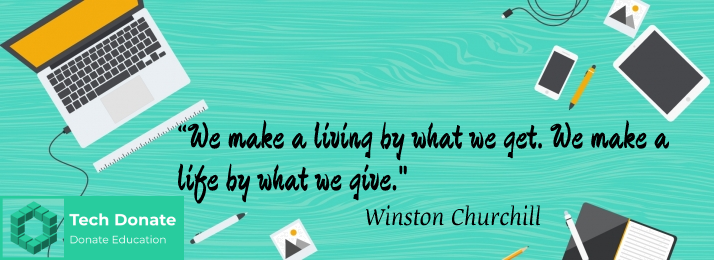 “We make a living by what we get. We make a
life by what we give."
Winston Churchill
Tech Donate
Donate Education